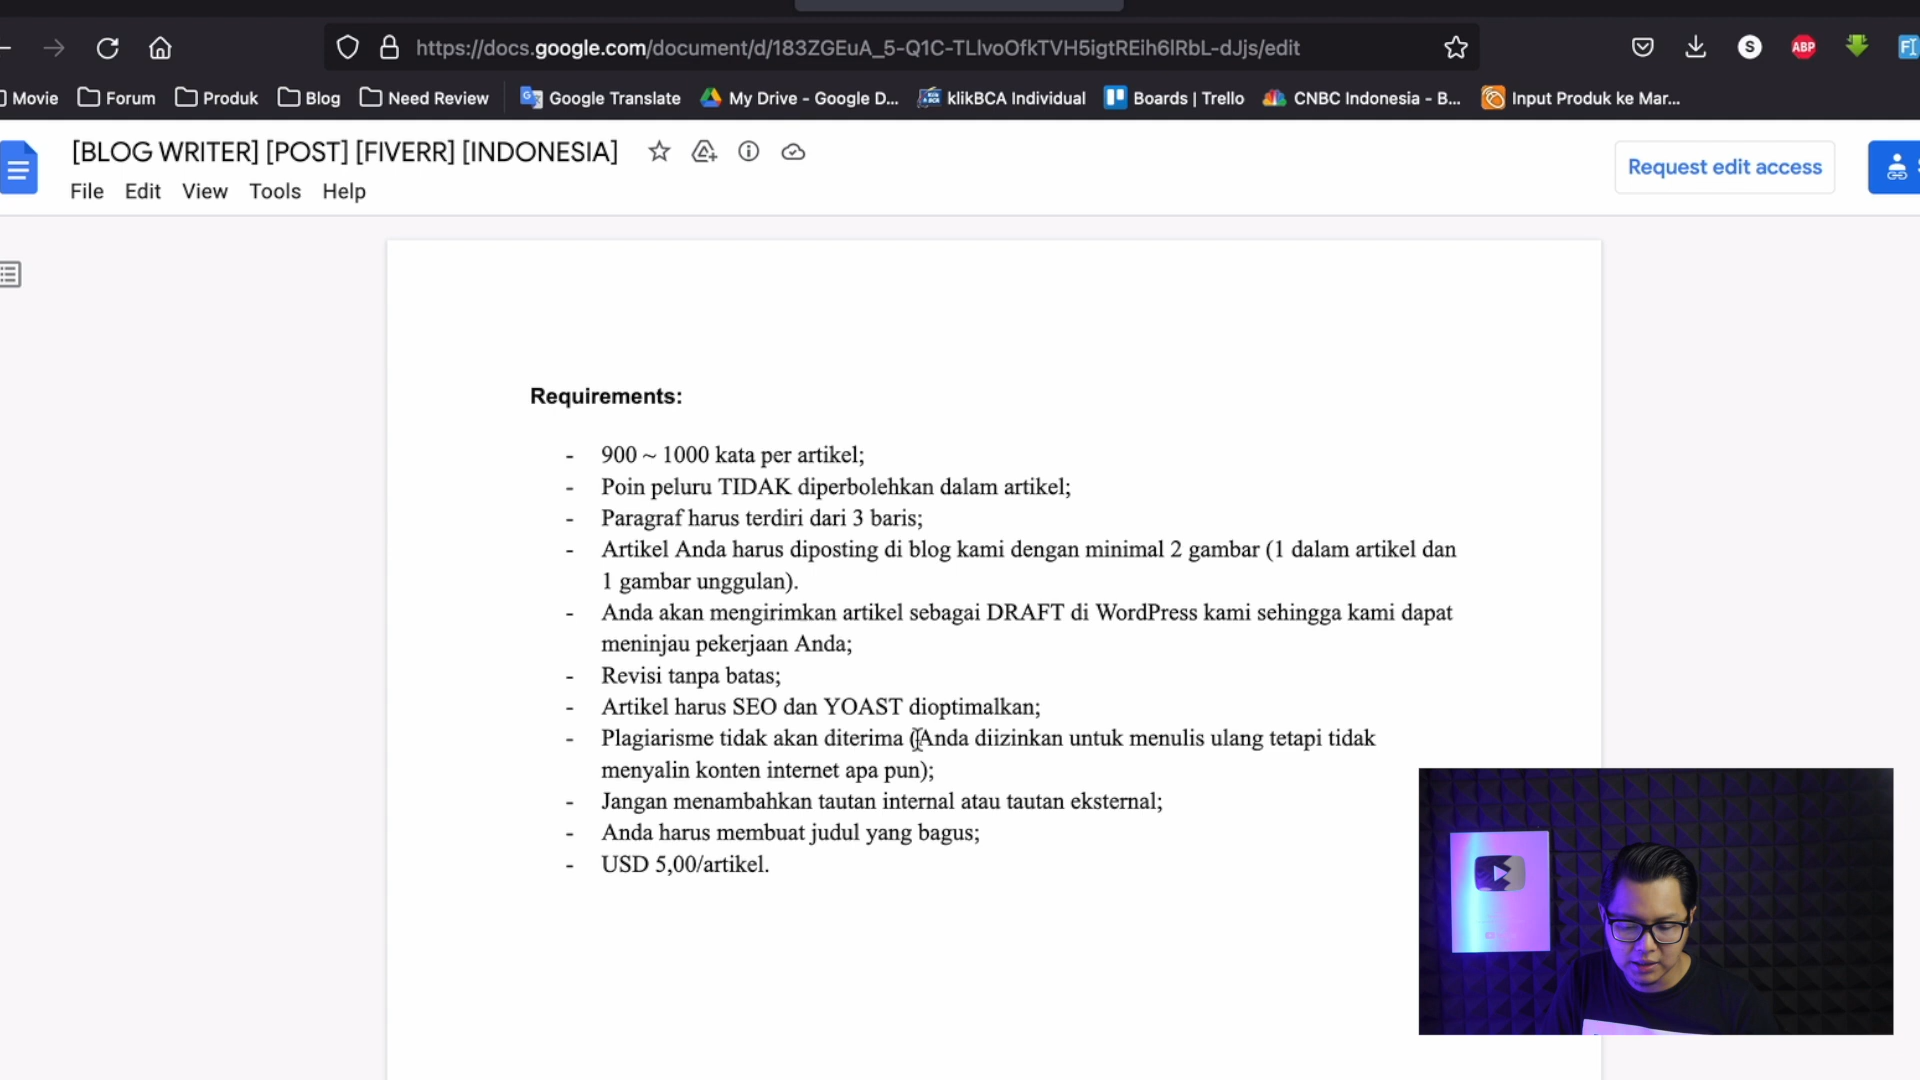 https://docs.google.com/document/d/183ZGEuA_5-Q1C-TLlvoOfkTVH5igtREih6lRbL-dJjs/edit
S
ABP
Movie Forum Produk Blog Need Review Google Translate My Drive - Google D... klikBCA Individual Boards | Trello CNBC Indonesia - B... Input Produk ke Mar...
[BLOG WRITER] [POST] [FIVERR] [INDONESIA]
File Edit View Tools Help
Request edit access
Requirements:
- 900 ~ 1000 kata per artikel;
- Poin peluru TIDAK diperbolehkan dalam artikel;
- Paragraf harus terdiri dari 3 baris;
- Artikel Anda harus diposting di blog kami dengan minimal 2 gambar (1 dalam artikel dan
1 gambar unggulan).
- Anda akan mengirimkan artikel sebagai DRAFT di WordPress kami sehingga kami dapat
meninjau pekerjaan Anda;
- Revisi tanpa batas;
- Artikel harus SEO dan YOAST dioptimalkan;
- Plagiarisme tidak akan diterima (Anda diizinkan untuk menulis ulang tetapi tidak
menyalin konten internet apa pun);
- Jangan menambahkan tautan internal atau tautan eksternal;
- Anda harus membuat judul yang bagus;
- USD 5,00/artikel.